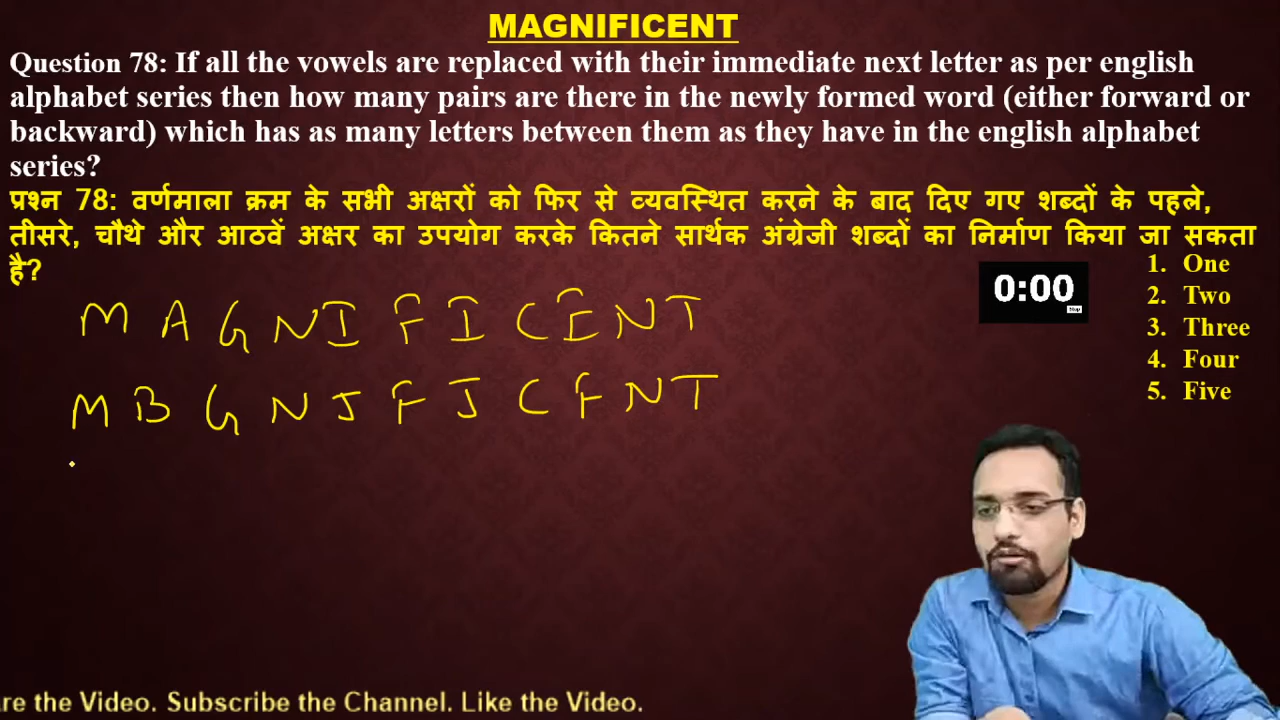 MAGNIFICENT
Question 78: If all the vowels are replaced with their immediate next letter as per english
alphabet series then how many pairs are there in the newly formed word (either forward or
backward) which has as many letters between them as they have in the english alphabet
series?
प्रश्न 78: वर्णमाला क्रम के सभी अक्षरों को फिर से व्यवस्थित करने के बाद दिए गए शब्दों के पहले,
तीसरे, चौथे और आठवें अक्षर का उपयोग करके कितने सार्थक अंग्रेजी शब्दों का निर्माण किया जा सकता
है?
1. One
0:00
2. Two
3. Three
4. Four
5. Five
M A G N I F I C E N T
M B G N J F J C F N T
re the Video. Subscribe the Channel. Like the Video.